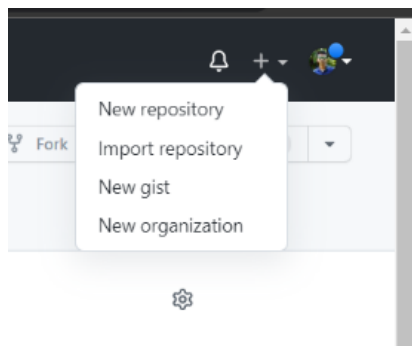 New repository
Fork
Import repository
New gist
New organization